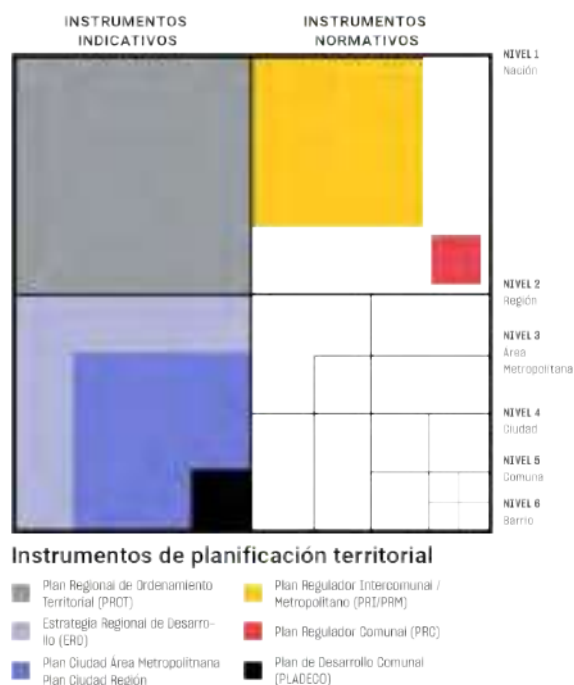 INSTRUMENTOS
INDICATIVOS
INSTRUMENTOS
NORMATIVOS
NIVEL 1
Nación
NIVEL 2
Región
NIVEL 3
Área
Metropolitana
NIVEL 4
Ciudad
NIVEL 5
Comuna
NIVEL 6
Barrio
Instrumentos de planificación territorial
Plan Regional de Ordenamiento
Territorial (PROT)
Estrategia Regional de Desarro-
llo (ERD)
Plan Ciudad Área Metropolitnana
Plan Ciudad Región
Plan Regulador Intercomunal /
Metropolitano (PRI/PRM)
Plan Regulador Comunal (PRC)
Plan de Desarrollo Comunal
(PLADECO)